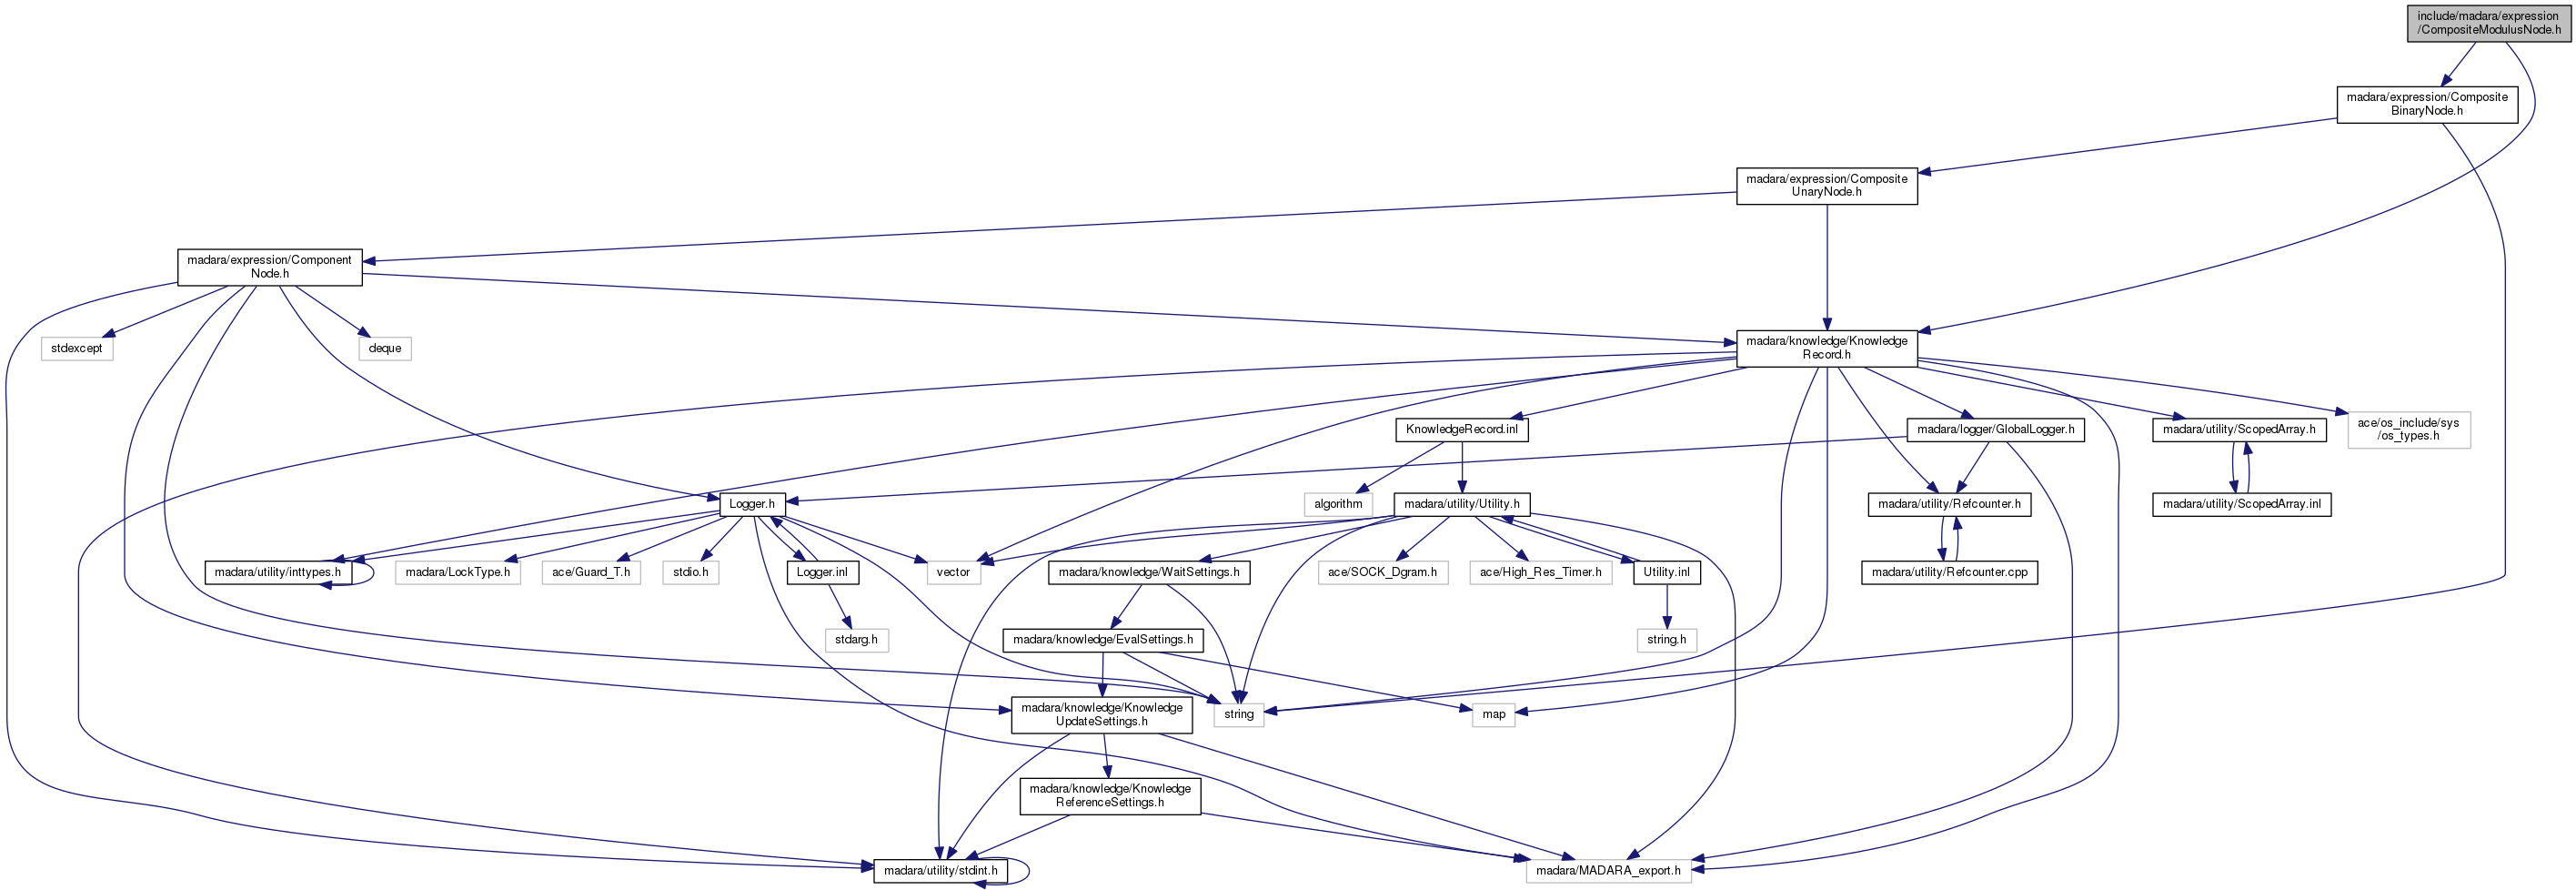 include/madara/expression
/CompositeModulusNode.h
madara/expression/Composite
BinaryNode.h
madara/expression/Composite
UnaryNode.h
madara/expression/Component
Node.h
stdexcept
deque
madara/knowledge/Knowledge
Record.h
KnowledgeRecord.inl
madara/logger/GlobalLogger.h
madara/utility/ScopedArray.h
ace/os_include/sys
/os_types.h
Logger.h
algorithm
madara/utility/Utility.h
madara/utility/Refcounter.h
madara/utility/ScopedArray.inl
madara/utility/inttypes.h
madara/LockType.h
ace/Guard_T.h
stdio.h
Logger.inl
vector
madara/knowledge/WaitSettings.h
ace/SOCK_Dgram.h
ace/High_Res_Timer.h
Utility.inl
madara/utility/Refcounter.cpp
stdarg.h
madara/knowledge/EvalSettings.h
string.h
madara/knowledge/Knowledge
UpdateSettings.h
string
map
madara/knowledge/Knowledge
ReferenceSettings.h
madara/utility/stdint.h
madara/MADARA_export.h